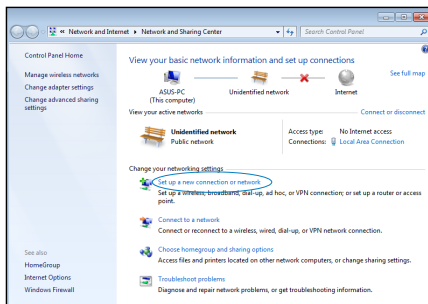 « Network and Internet ▸ Network and Sharing Center
Search Control Panel
Control Panel Home
Manage wireless networks
Change adapter settings
Change advanced sharing
settings
See also
HomeGroup
Internet Options
Windows Firewall
View your basic network information and set up connections
See full map
ASUS-PC
(This computer)
Unidentified network
Internet
View your active networks
Connect or disconnect
Unidentified network
Public network
Access type: No Internet access
Connections: Local Area Connection
Change your networking settings
Set up a new connection or network
Set up a wireless, broadband, dial-up, ad hoc, or VPN connection; or set up a router or access
point.
Connect to a network
Connect or reconnect to a wireless, wired, dial-up, or VPN network connection.
Choose homegroup and sharing options
Access files and printers located on other network computers, or change sharing settings.
Troubleshoot problems
Diagnose and repair network problems, or get troubleshooting information.